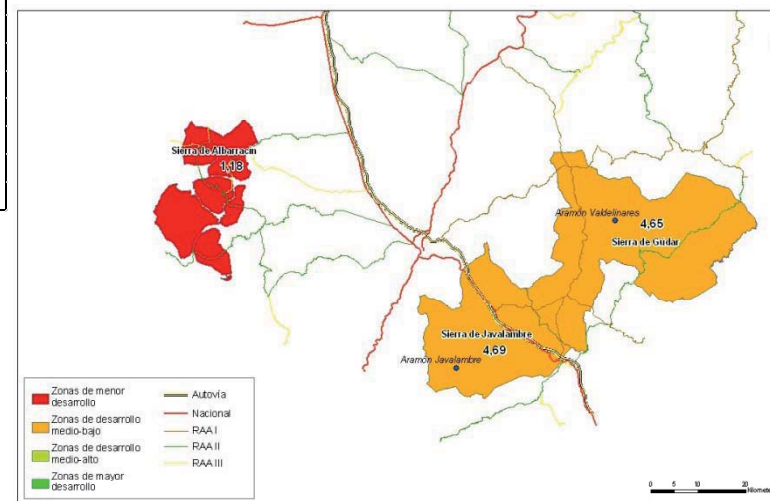 Sierra de Albarracín
1,18
Aramón Valdelinares
4,65
Sierra de Gúdar
Sierra de Javalambre
4,69
Aramón Javalambre
Zonas de menor
desarrollo
Zonas de desarrollo
medio-bajo
Zonas de desarrollo
medio-alto
Zonas de mayor
desarrollo
Autovía
Nacional
RAA I
RAA II
RAA III
0 5 10 20